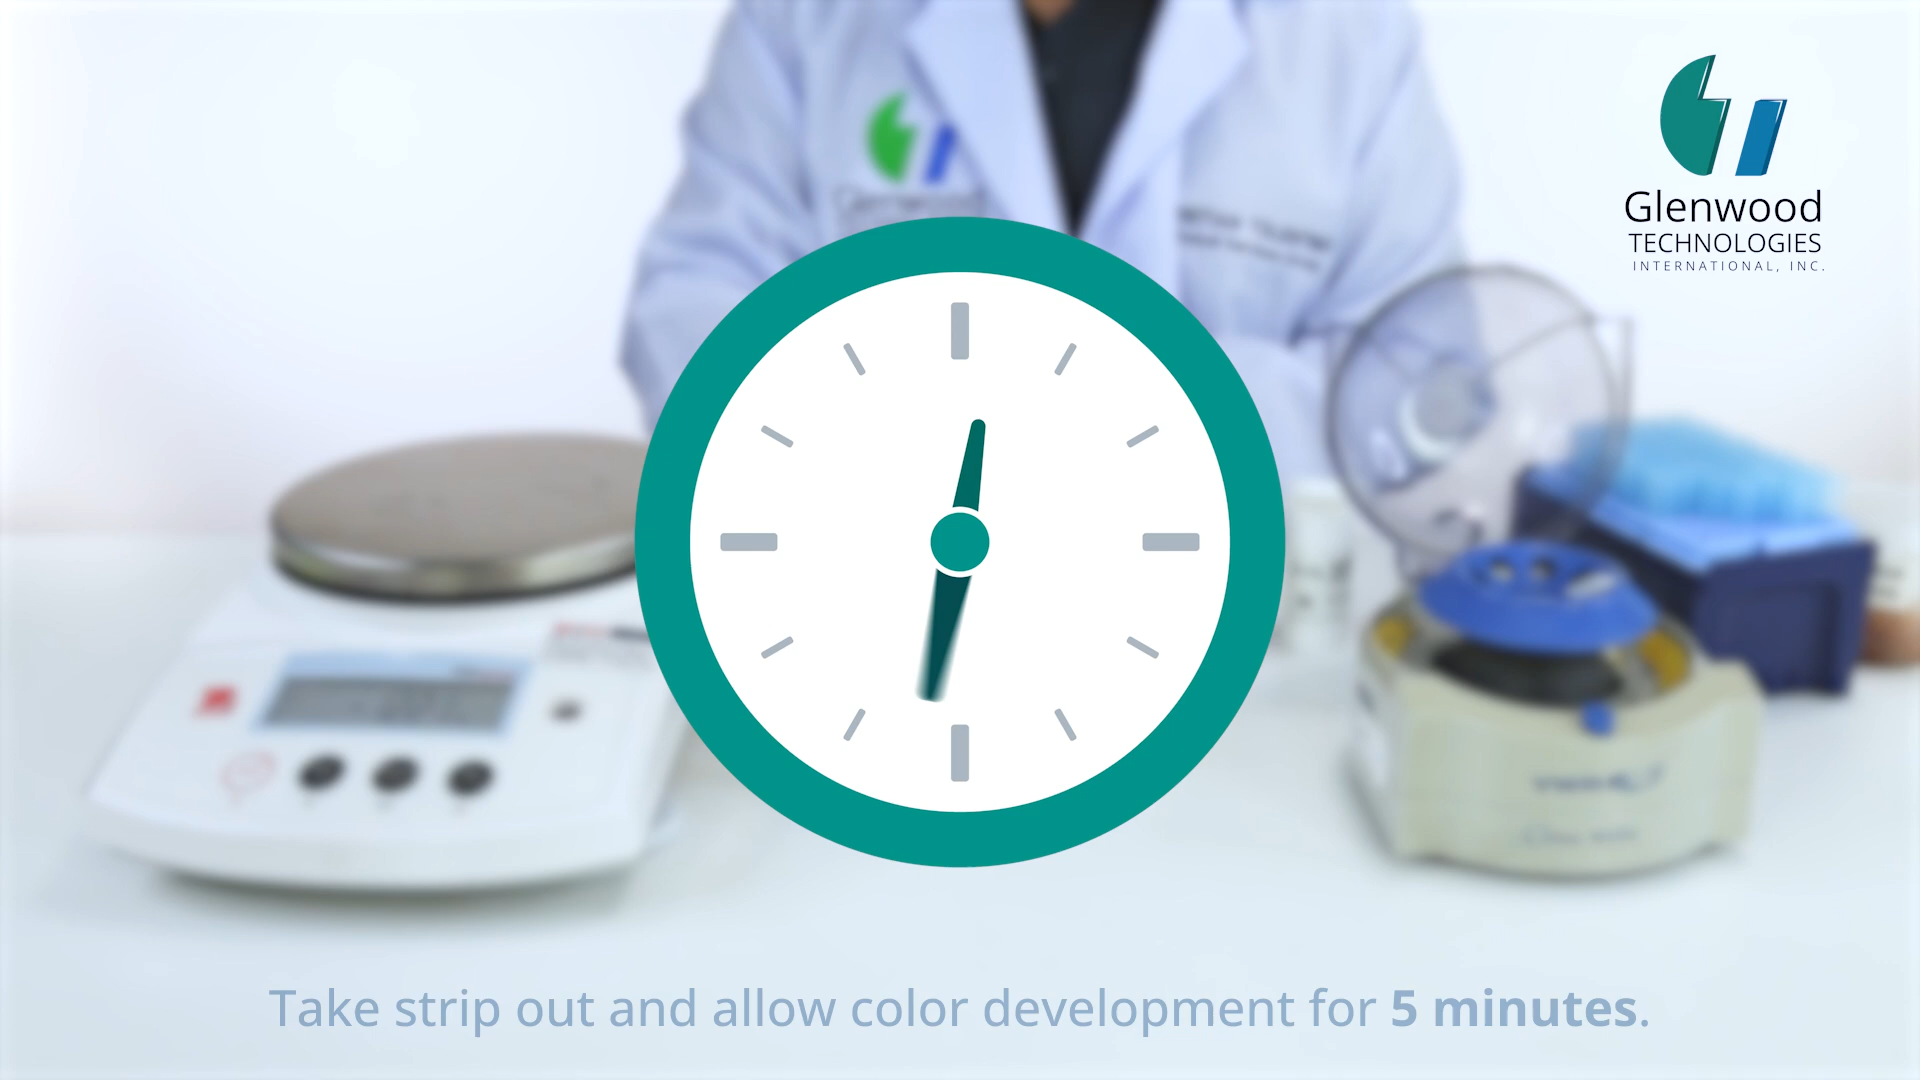 Glenwood
TECHNOLOGIES
INTERNATIONAL, INC.
Take strip out and allow color development for 5 minutes.